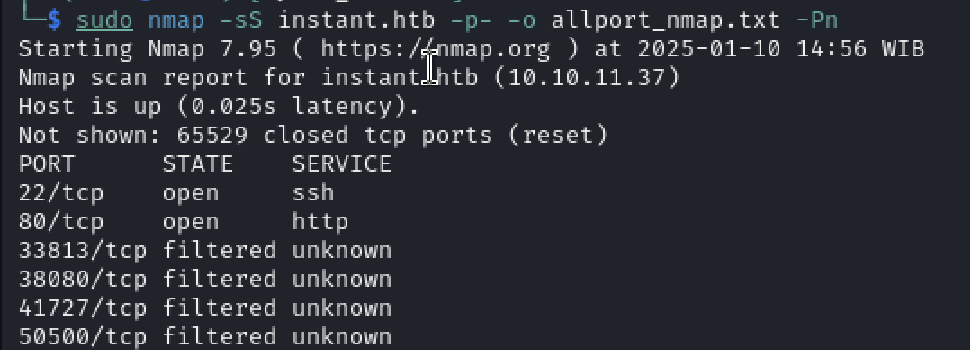 └─$ sudo nmap -sS instant.htb -p- -o allport_nmap.txt -Pn
Starting Nmap 7.95 ( https://nmap.org ) at 2025-01-10 14:56 WIB
Nmap scan report for instant.htb (10.10.11.37)
Host is up (0.025s latency).
Not shown: 65529 closed tcp ports (reset)
PORT      STATE    SERVICE
22/tcp    open     ssh
80/tcp    open     http
33813/tcp filtered unknown
38080/tcp filtered unknown
41727/tcp filtered unknown
50500/tcp filtered unknown